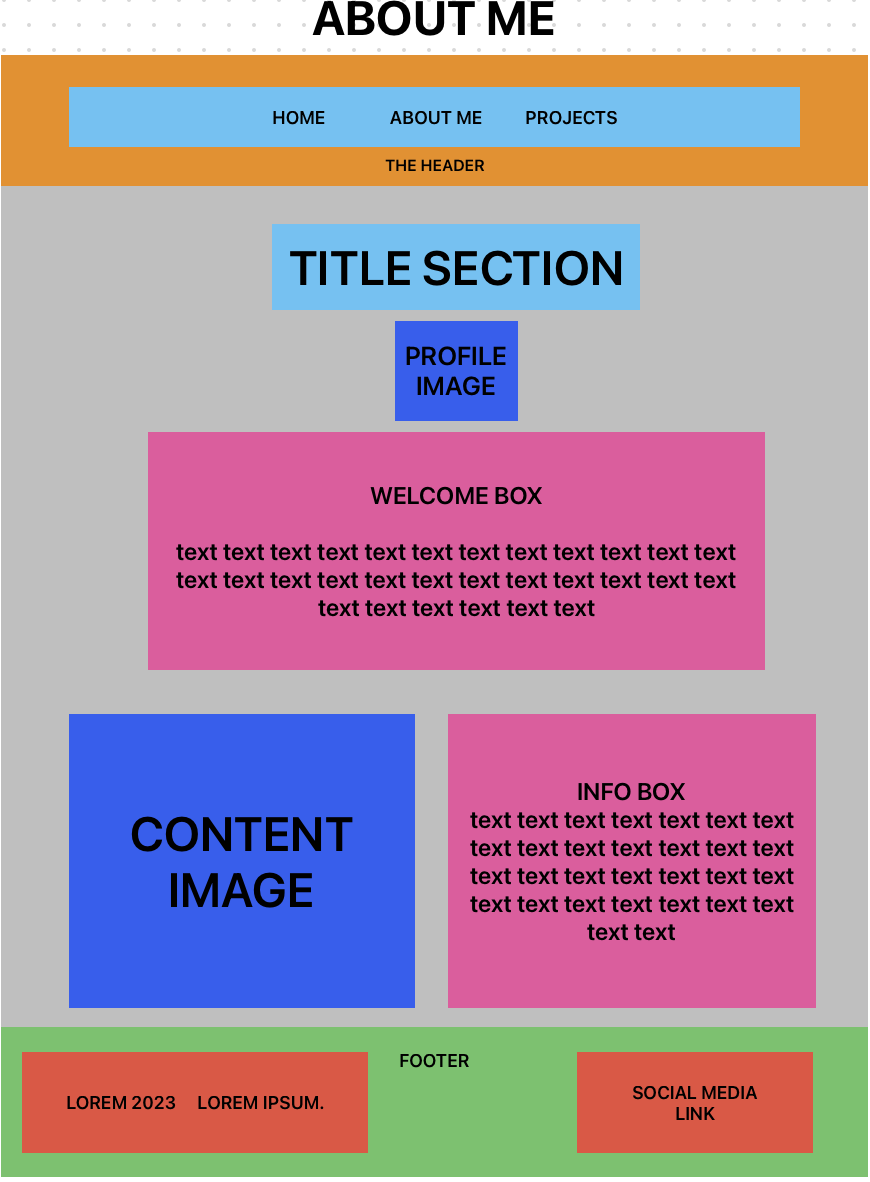 ABOUT ME
HOME ABOUT ME PROJECTS
THE HEADER
TITLE SECTION
PROFILE
IMAGE
WELCOME BOX
text text text text text text text text text text text text
text text text text text text text text text text text text
text text text text text text
CONTENT
IMAGE
INFO BOX
text text text text text text text
text text text text text text text
text text text text text text text
text text text text text text text
text text
FOOTER
LOREM 2023 LOREM IPSUM.
SOCIAL MEDIA
LINK